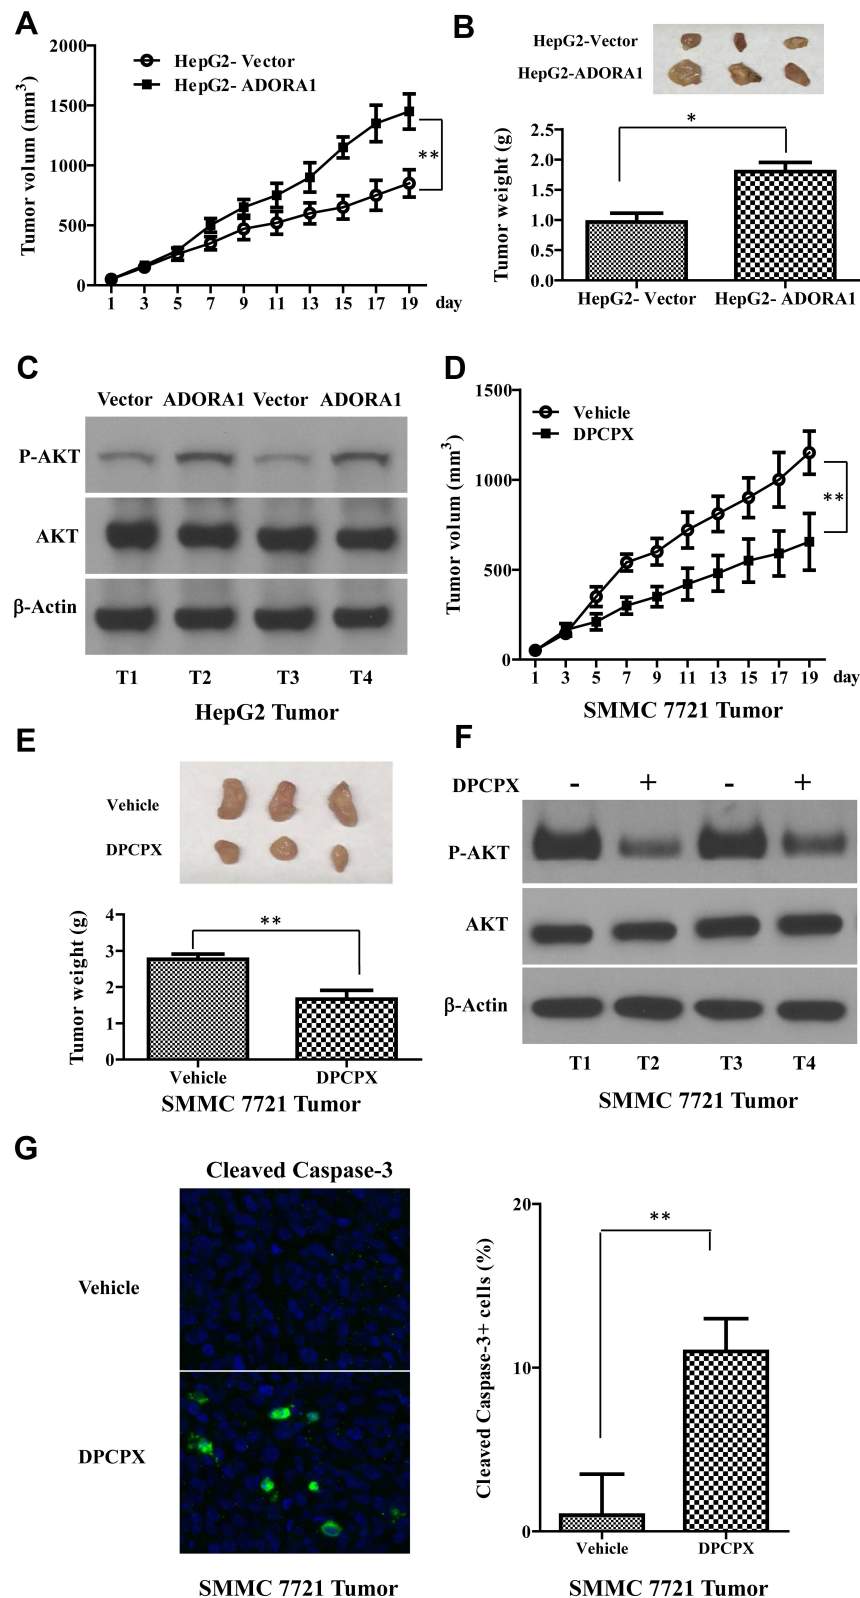 A
2000
1500
1000
500
0
Tumor volum (mm3)
HepG2- Vector
HepG2- ADORA1
**
1 3 5 7 9 11 13 15 17 19 day
B
HepG2-Vector
HepG2-ADORA1
2.5
2.0
1.5
1.0
0.5
0.0
Tumor weight (g)
*
HepG2- Vector HepG2- ADORA1
C
Vector ADORA1 Vector ADORA1
P-AKT
AKT
β-Actin
T1 T2 T3 T4
HepG2 Tumor
D
1500
1000
500
0
Tumor volum (mm3)
Vehicle
DPCPX
**
1 3 5 7 9 11 13 15 17 19 day
SMMC 7721 Tumor
E
Vehicle
DPCPX
4
3
2
1
0
Tumor weight (g)
**
Vehicle DPCPX
SMMC 7721 Tumor
F
DPCPX - + - +
P-AKT
AKT
β-Actin
T1 T2 T3 T4
SMMC 7721 Tumor
G
Cleaved Caspase-3
Vehicle
DPCPX
SMMC 7721 Tumor
20
10
0
Cleaved Caspase-3+ cells (%)
**
Vehicle DPCPX
SMMC 7721 Tumor